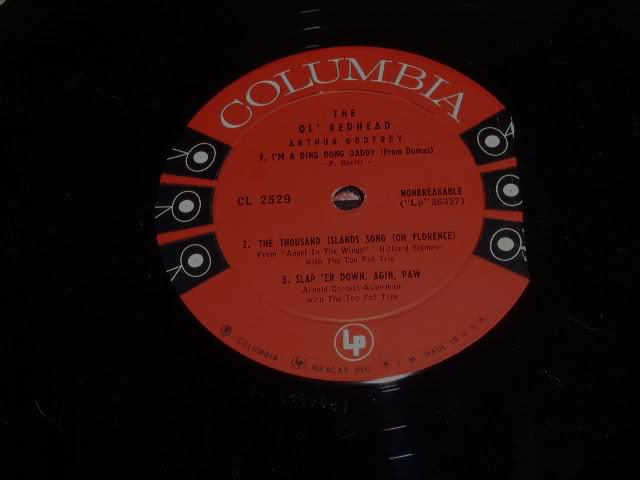 COLUMBIA
THE
OL' REDHEAD
ARTHUR GODFREY
1. I'M A DING DONG DADDY (From Dumas)
- P. Baxter -
CL 2529
NONBREAKABLE
("Lp" 36327)
2. THE THOUSAND ISLANDS SONG (OH FLORENCE)
From "Angel In The Wings" -Hilliard-Sigman-
with The Too Fat Trio
3. SLAP 'ER DOWN, AGIN, PAW
-Arnold-Cornett-Asherman-
with The Too Fat Trio
Lp
"COLUMBIA" MARCAS REG. MADE IN U.S.A.